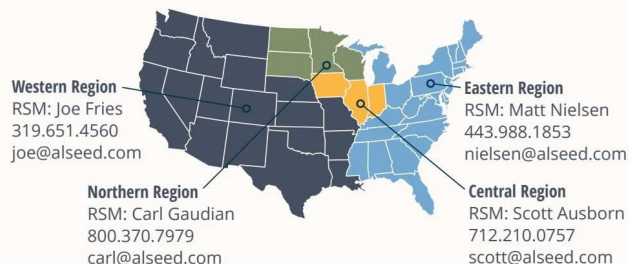 Western Region
RSM: Joe Fries
319.651.4560
joe@alseed.com
Northern Region
RSM: Carl Gaudian
800.370.7979
carl@alseed.com
Eastern Region
RSM: Matt Nielsen
443.988.1853
nielsen@alseed.com
Central Region
RSM: Scott Ausborn
712.210.0757
scott@alseed.com